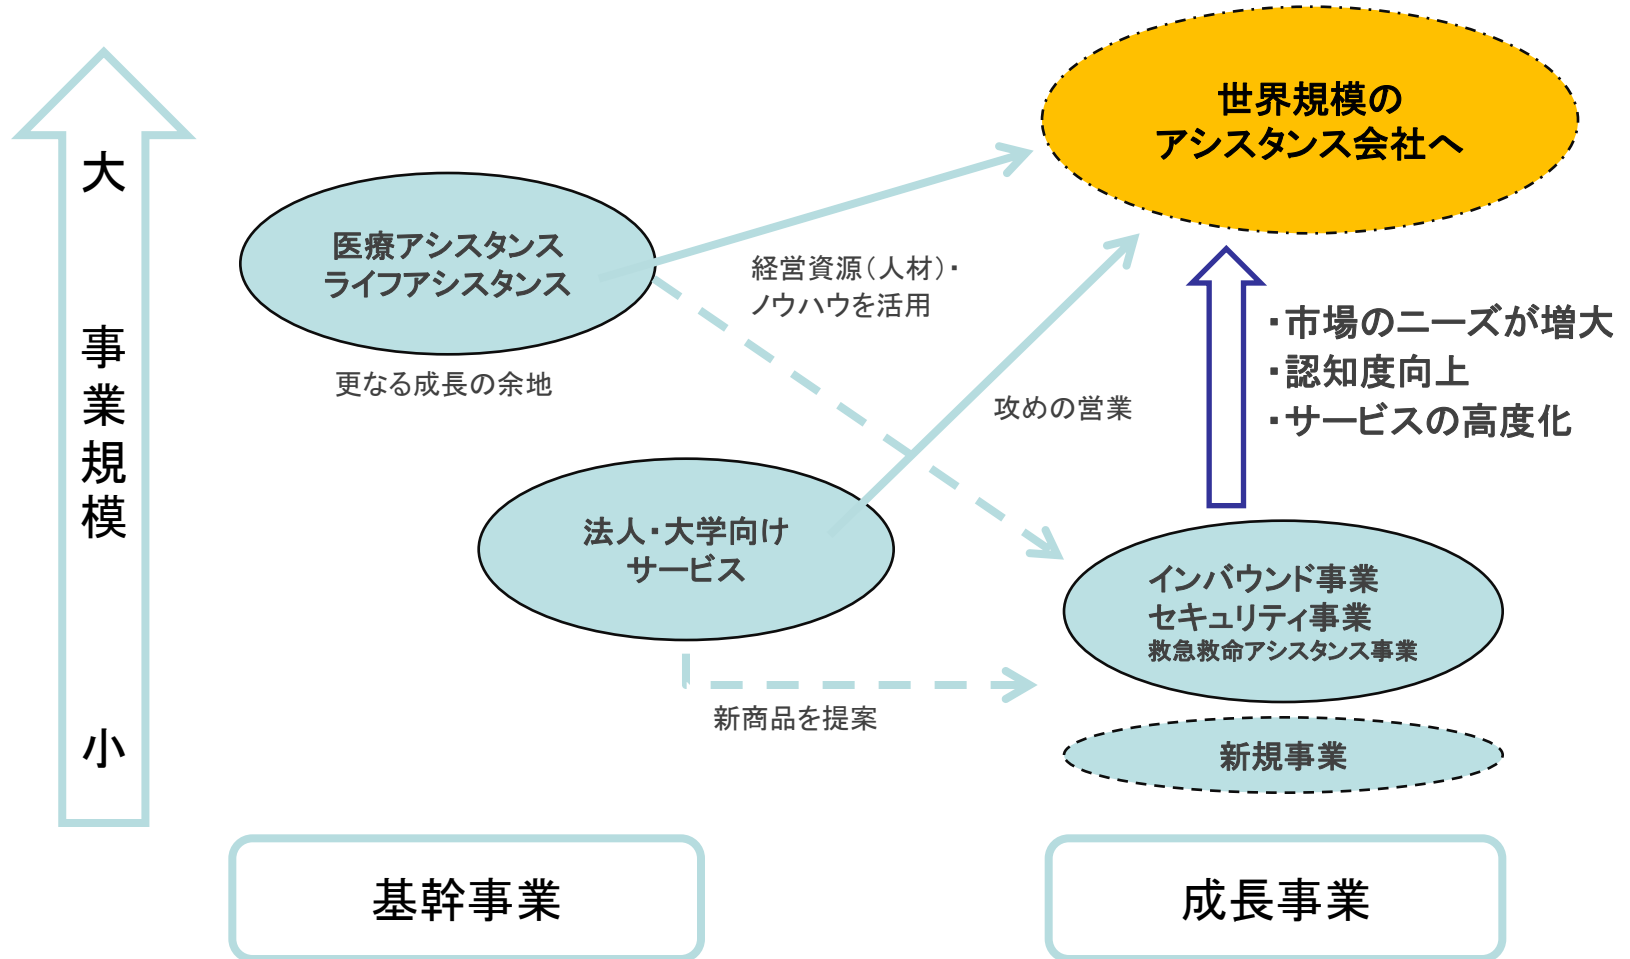 大
事業規模
小
世界規模の
アシスタンス会社へ
医療アシスタンス
ライフアシスタンス
更なる成長の余地
経営資源（人材）・
ノウハウを活用
攻めの営業
・市場のニーズが増大
・認知度向上
・サービスの高度化
法人・大学向け
サービス
新商品を提案
インバウンド事業
セキュリティ事業
救急救命アシスタンス事業
新規事業
基幹事業
成長事業